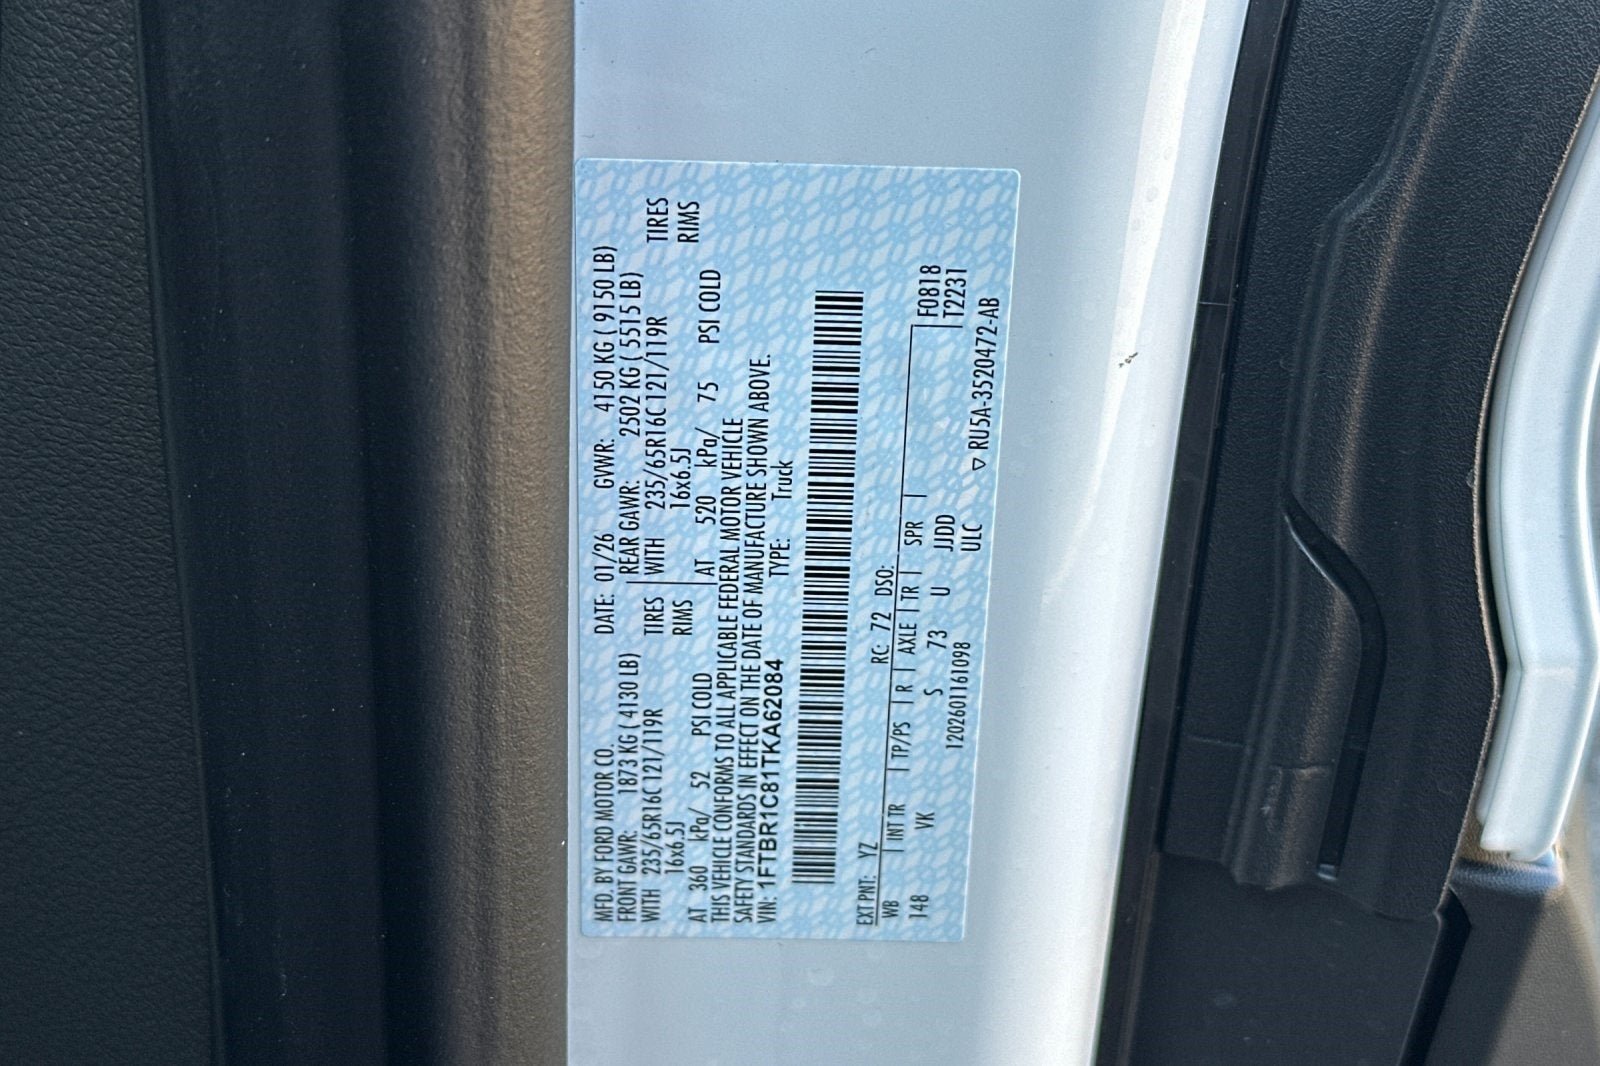 MFD. BY FORD MOTOR CO.
DATE: 01/26 GVWR: 4150 KG ( 9150 LB)
FRONT GAWR: 1873 KG ( 4130 LB)
REAR GAWR: 2502 KG ( 5515 LB)
WITH 235/65R16C 121/119R TIRES
WITH 235/65R16C 121/119R TIRES
16x6.5J RIMS
16x6.5J RIMS
AT 360 kPa/ 52 PSI COLD
AT 520 kPa/ 75 PSI COLD
THIS VEHICLE CONFORMS TO ALL APPLICABLE FEDERAL MOTOR VEHICLE
SAFETY STANDARDS IN EFFECT ON THE DATE OF MANUFACTURE SHOWN ABOVE.
VIN: 1FTBR1C81TKA62084 TYPE: Truck
EXT PNT: YZ RC: 72 DSO:
WB INT TR TP/PS R AXLE TR SPR F0818
148 VK S 73 U JJDD T2231
120260116109B ULC ▽ RU5A-3520472-AB